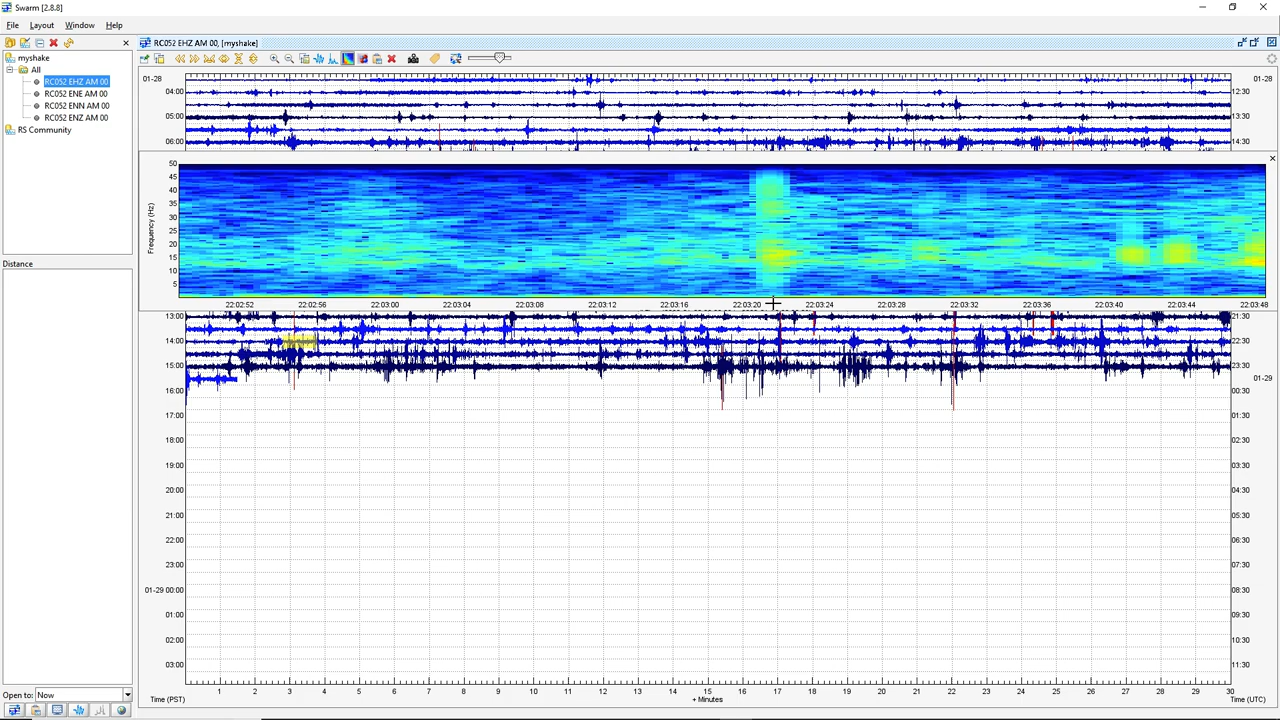 Swarm [2.8.8]
File Layout Window Help
RC052 EHZ AM 00, [myshake]
myshake
All
RC052 EHZ AM 00
RC052 ENE AM 00
RC052 ENN AM 00
RC052 ENZ AM 00
RS Community
Distance
Open to: Now
01-28 01-28
04:00 12:30
05:00 13:30
06:00 14:30
Frequency (Hz)
50
45
40
35
30
25
20
15
10
5
22:02:52 22:02:56 22:03:00 22:03:04 22:03:08 22:03:12 22:03:16 22:03:20 22:03:24 22:03:28 22:03:32 22:03:36 22:03:40 22:03:44 22:03:48
13:00 21:30
14:00 22:30
15:00 23:30
01-29
16:00 00:30
17:00 01:30
18:00 02:30
19:00 03:30
20:00 04:30
21:00 05:30
22:00 06:30
23:00 07:30
01-29 00:00 08:30
01:00 09:30
02:00 10:30
03:00 11:30
1 2 3 4 5 6 7 8 9 10 11 12 13 14 15 16 17 18 19 20 21 22 23 24 25 26 27 28 29 30
Time (PST) + Minutes Time (UTC)